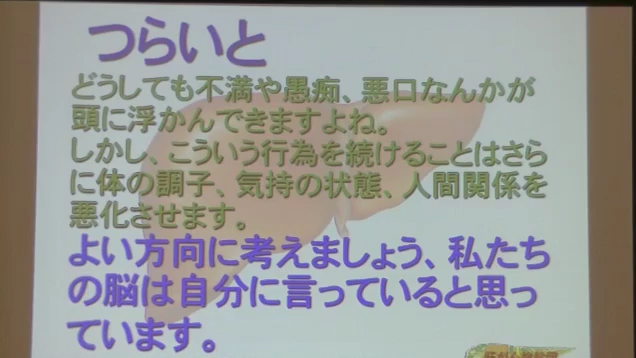 つらいと
どうしても不満や愚痴、悪口なんかが
頭に浮かんできますよね。
しかし、こういう行為を続けることはさら
に体の調子、気持の状態、人間関係を
悪化させます。
よい方向に考えましょう、私たち
の脳は自分に言っていると思っ
ています。